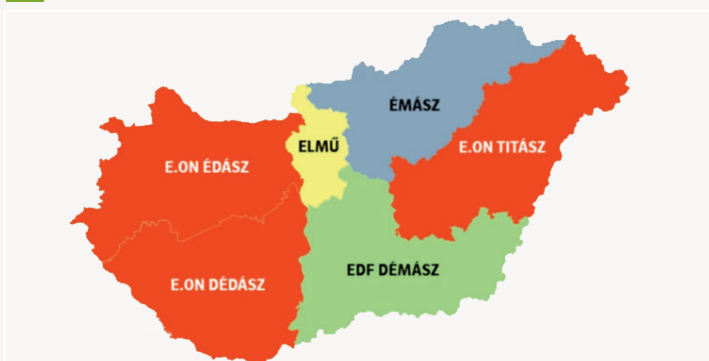 ÉMÁSZ
ELMŰ
E.ON TITÁSZ
E.ON ÉDÁSZ
EDF DÉMÁSZ
E.ON DÉDÁSZ